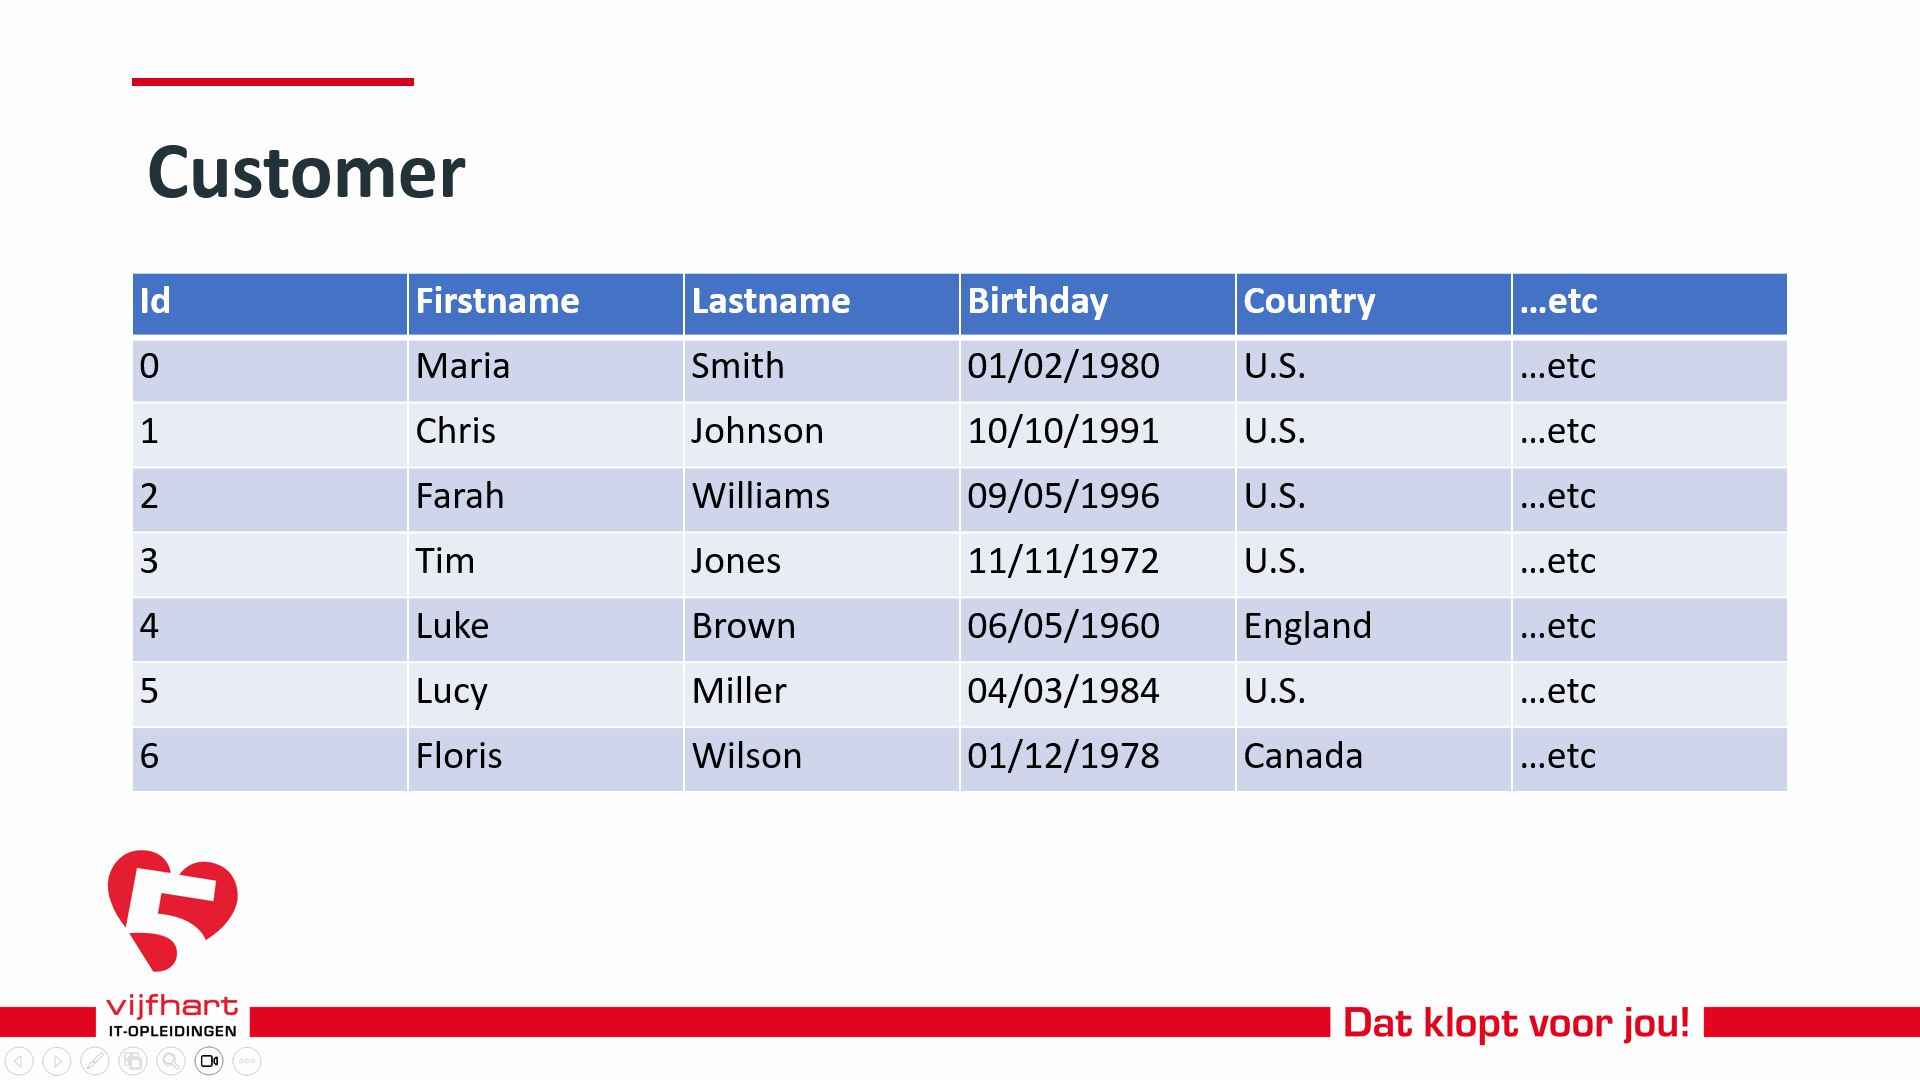 Customer
Id Firstname Lastname Birthday Country ...etc
0 Maria Smith 01/02/1980 U.S. ...etc
1 Chris Johnson 10/10/1991 U.S. ...etc
2 Farah Williams 09/05/1996 U.S. ...etc
3 Tim Jones 11/11/1972 U.S. ...etc
4 Luke Brown 06/05/1960 England ...etc
5 Lucy Miller 04/03/1984 U.S. ...etc
6 Floris Wilson 01/12/1978 Canada ...etc
5
vijfhart
IT-OPLEIDINGEN
Dat klopt voor jou!